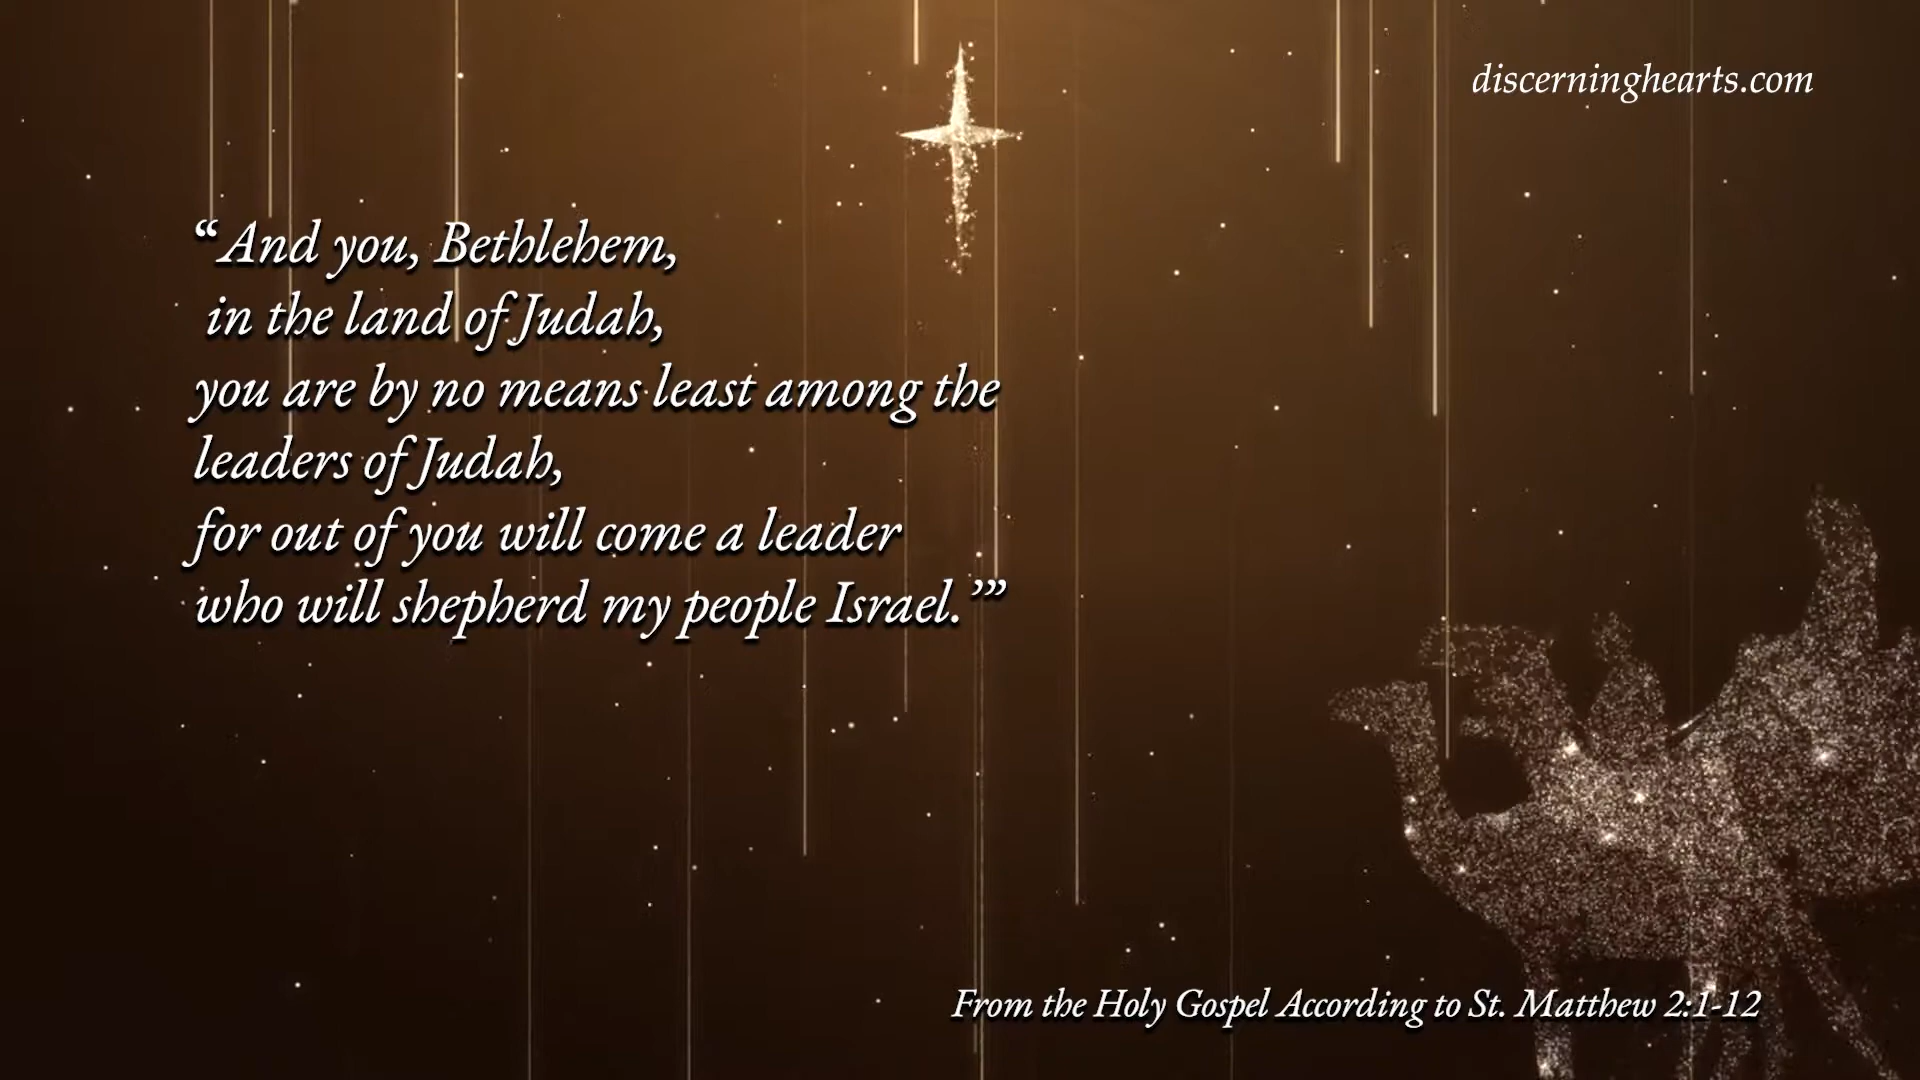 discerninghearts.com
“And you, Bethlehem,
in the land of Judah,
you are by no means least among the
leaders of Judah,
for out of you will come a leader
who will shepherd my people Israel.’”
From the Holy Gospel According to St. Matthew 2:1-12